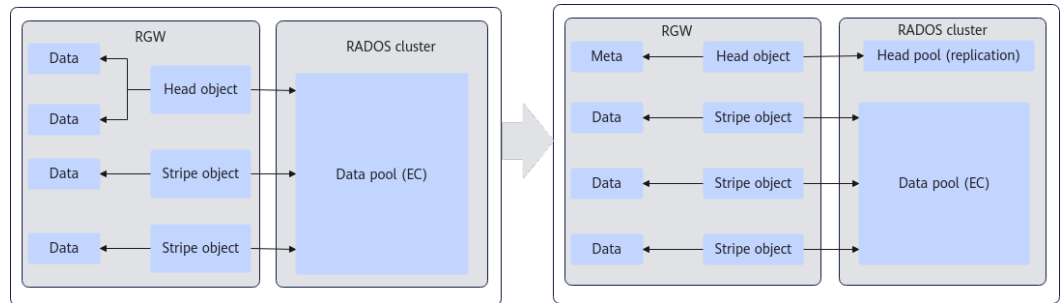 RGW
Data
Head object
Data
Data
Stripe object
Data
Stripe object
RADOS cluster
Data pool (EC)
RGW
Meta
Head object
Data
Stripe object
Data
Stripe object
Data
Stripe object
RADOS cluster
Head pool (replication)
Data pool (EC)